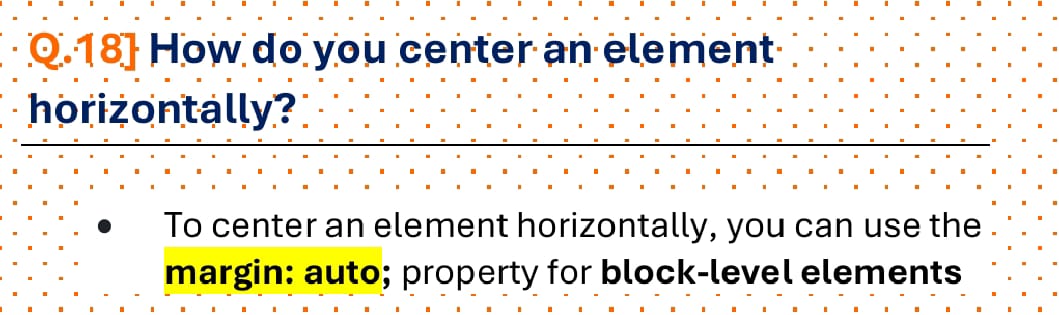 Q.18] How do you center an element
horizontally?
• To center an element horizontally, you can use the
margin: auto; property for block-level elements